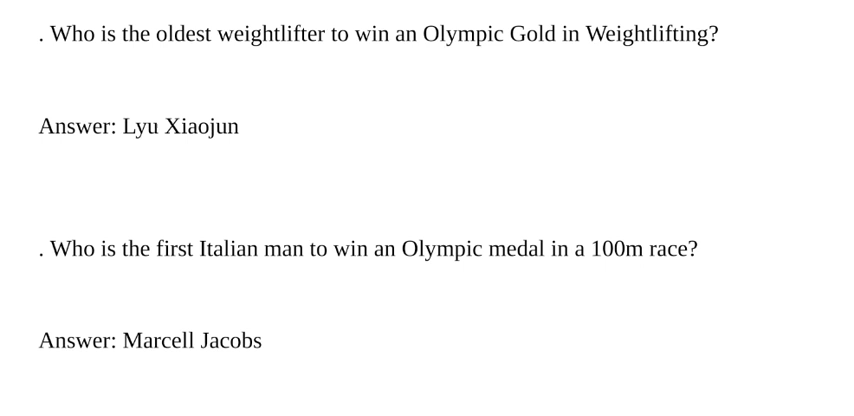 . Who is the oldest weightlifter to win an Olympic Gold in Weightlifting?
Answer: Lyu Xiaojun
. Who is the first Italian man to win an Olympic medal in a 100m race?
Answer: Marcell Jacobs